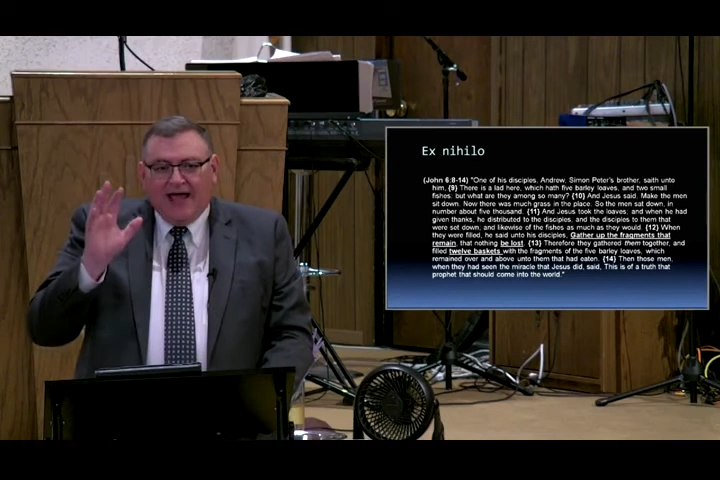 Ex nihilo
(John 6:8-14) "One of his disciples, Andrew, Simon Peter's brother, saith unto
him, {9} There is a lad here, which hath five barley loaves, and two small
fishes: but what are they among so many? {10} And Jesus said, Make the men
sit down. Now there was much grass in the place. So the men sat down, in
number about five thousand. {11} And Jesus took the loaves; and when he had
given thanks, he distributed to the disciples, and the disciples to them that
were set down; and likewise of the fishes as much as they would. {12} When
they were filled, he said unto his disciples, Gather up the fragments that
remain, that nothing be lost. {13} Therefore they gathered them together, and
filled twelve baskets with the fragments of the five barley loaves, which
remained over and above unto them that had eaten. {14} Then those men,
when they had seen the miracle that Jesus did, said, This is of a truth that
prophet that should come into the world."